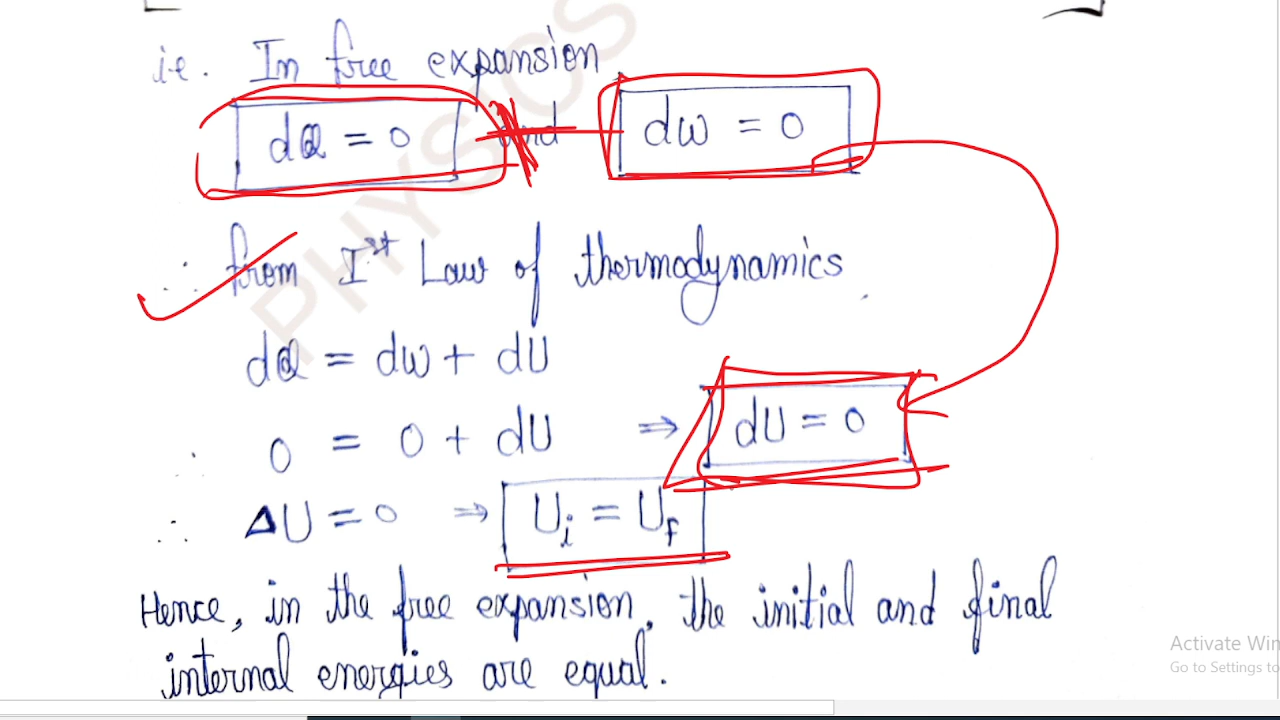 i.e. In free expansion
dQ = 0 and dW = 0
∴ from Ist Law of thermodynamics
dQ = dW + dU
∴ 0 = 0 + dU ⇒ dU = 0
∴ ΔU = 0 ⇒ Ui = Uf
Hence, in the free expansion, the initial and final
internal energies are equal.
PHYSICS
Activate Win
Go to Settings to